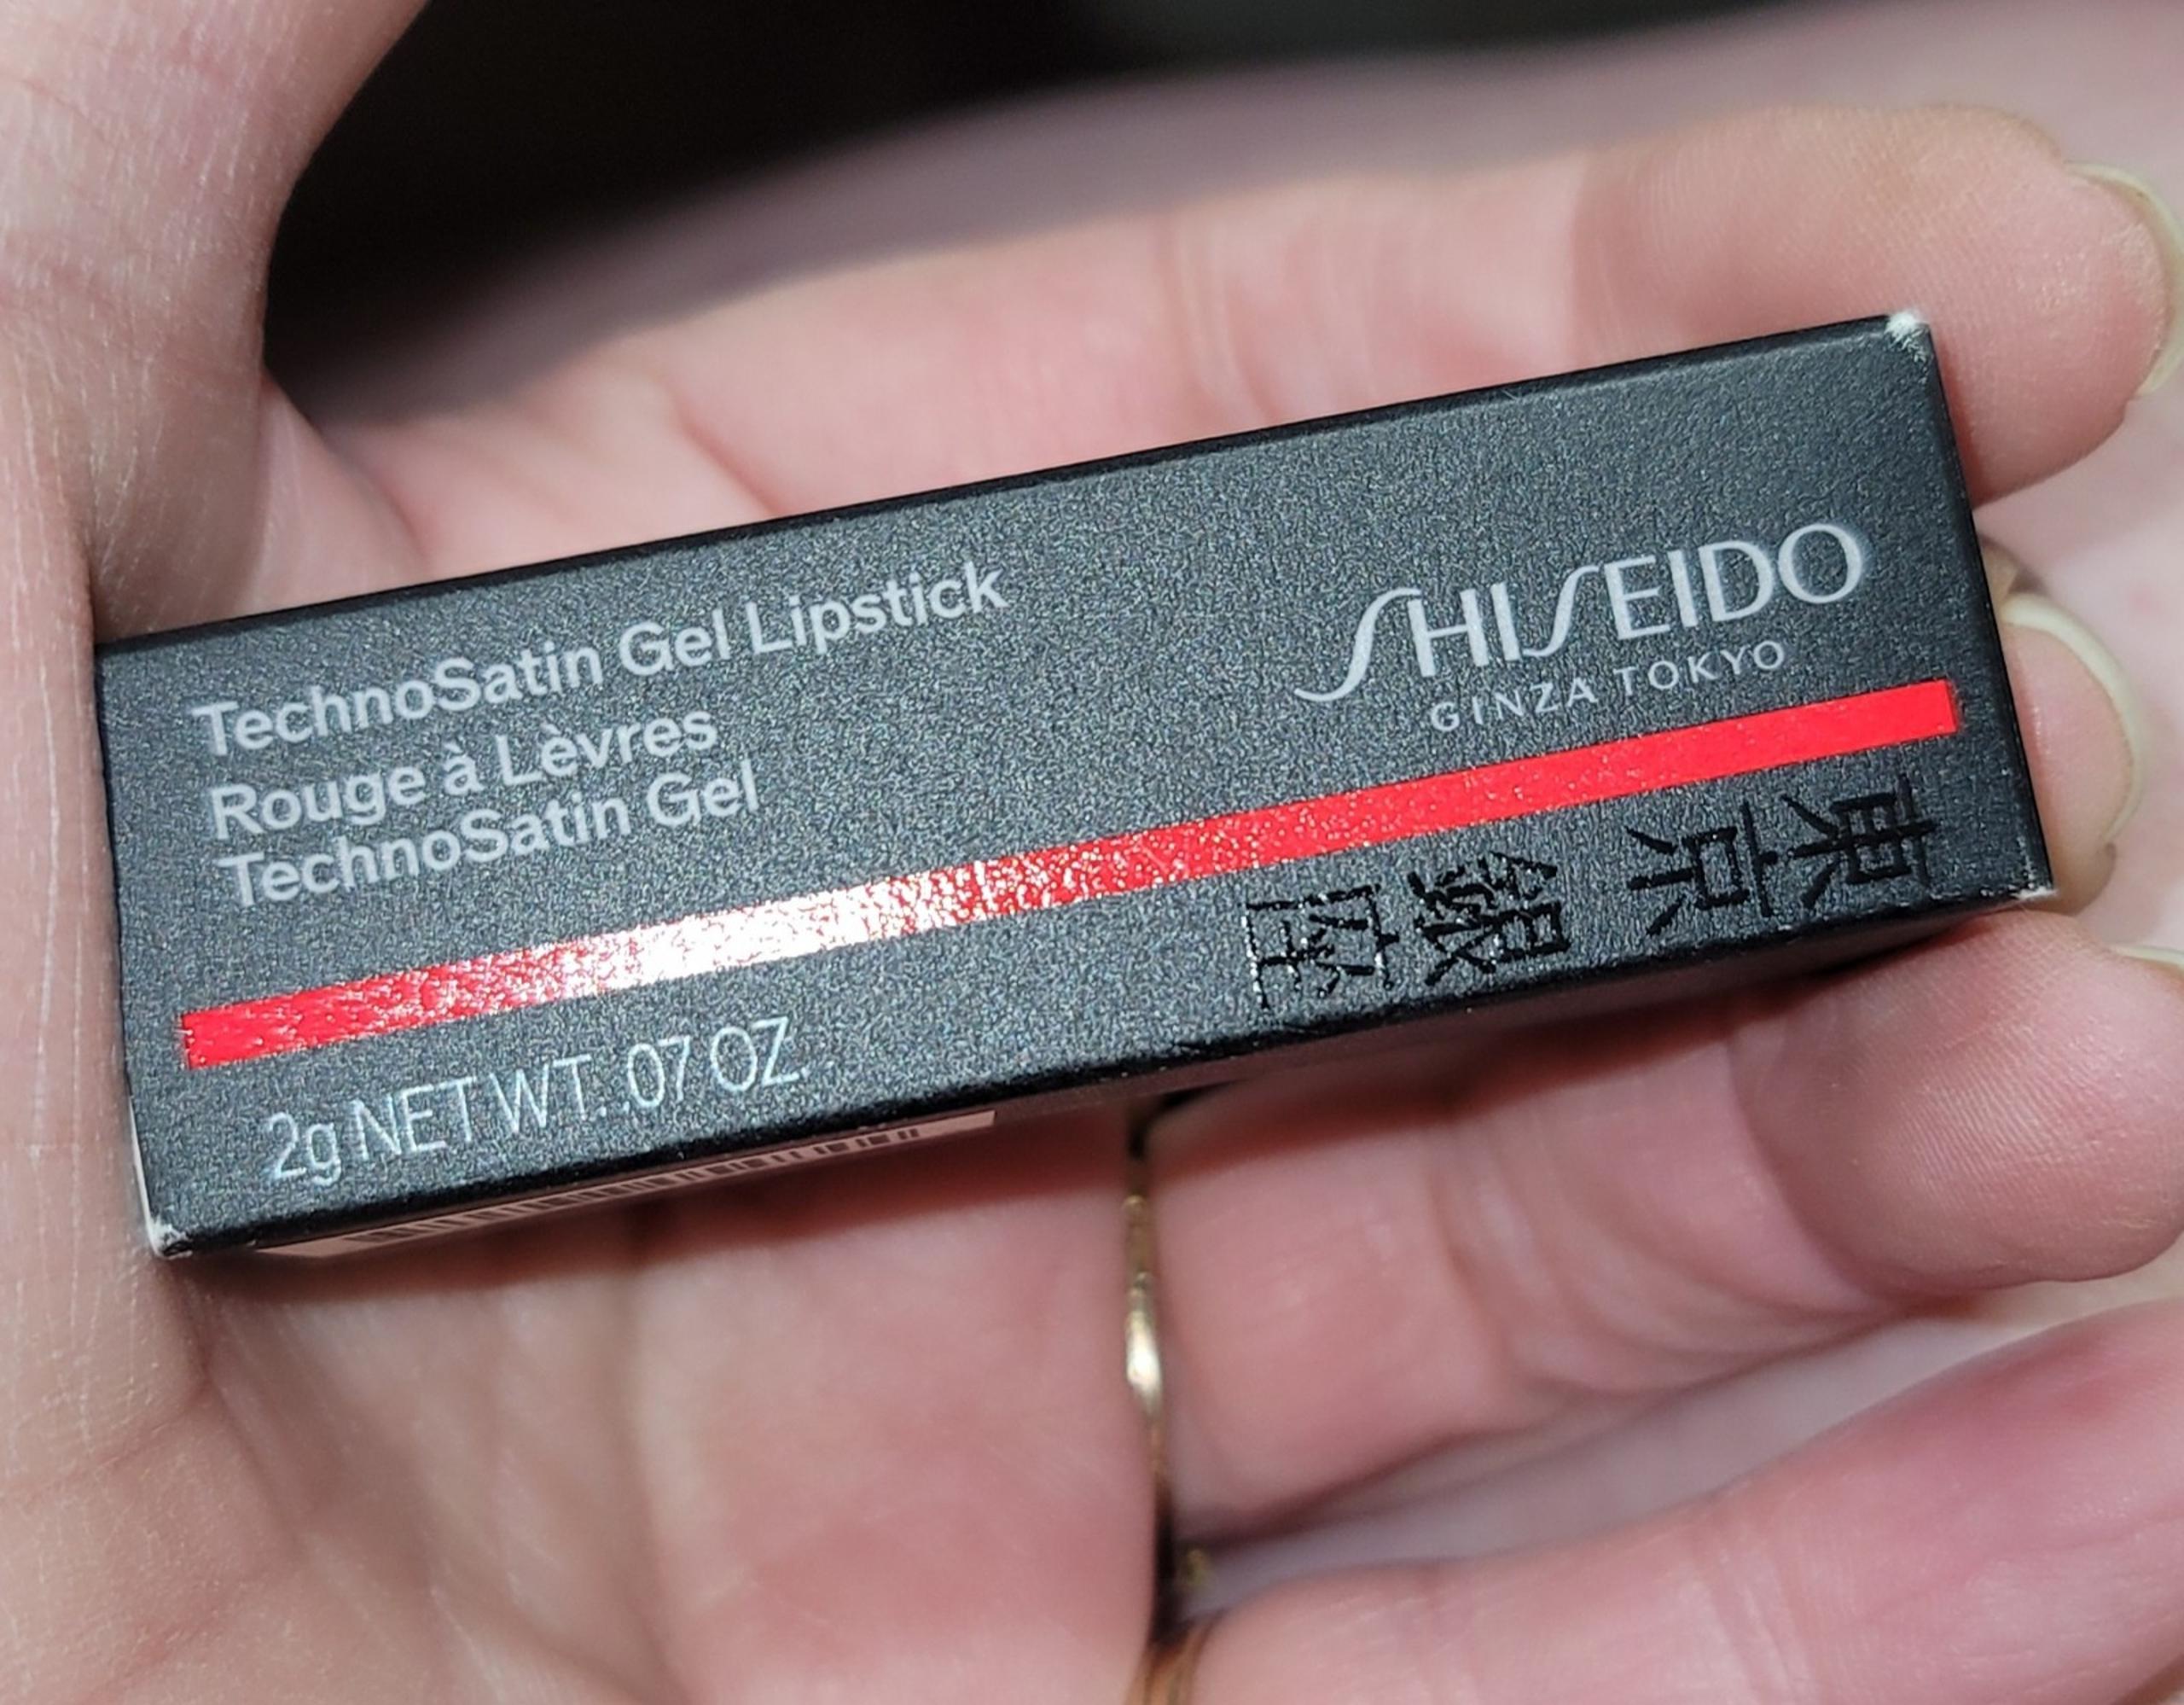 TechnoSatin Gel Lipstick
Rouge à Lèvres
TechnoSatin Gel
SHISEIDO
GINZA TOKYO
東京 銀座
2g NET WT. .07 OZ.